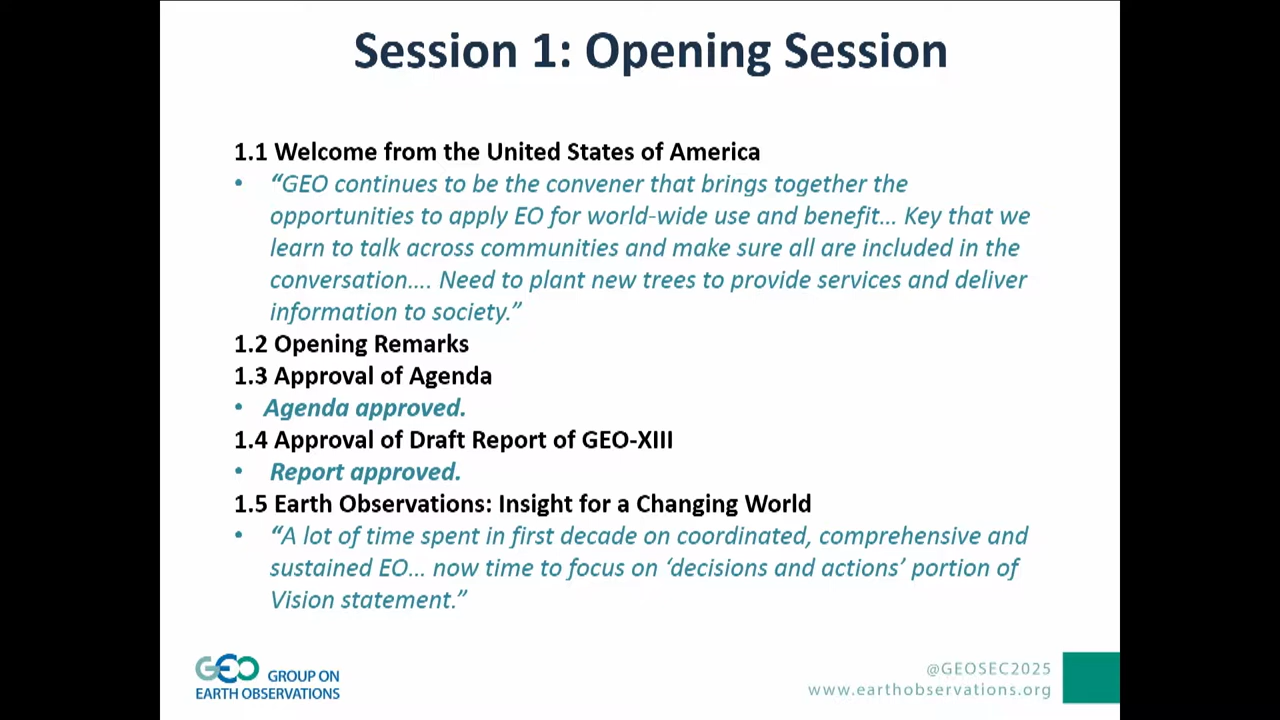 Session 1: Opening Session
1.1 Welcome from the United States of America
• “GEO continues to be the convener that brings together the
opportunities to apply EO for world-wide use and benefit… Key that we
learn to talk across communities and make sure all are included in the
conversation…. Need to plant new trees to provide services and deliver
information to society.”
1.2 Opening Remarks
1.3 Approval of Agenda
• Agenda approved.
1.4 Approval of Draft Report of GEO-XIII
• Report approved.
1.5 Earth Observations: Insight for a Changing World
• “A lot of time spent in first decade on coordinated, comprehensive and
sustained EO… now time to focus on ‘decisions and actions’ portion of
Vision statement.”
GEO GROUP ON
EARTH OBSERVATIONS
@GEOSEC2025
www.earthobservations.org